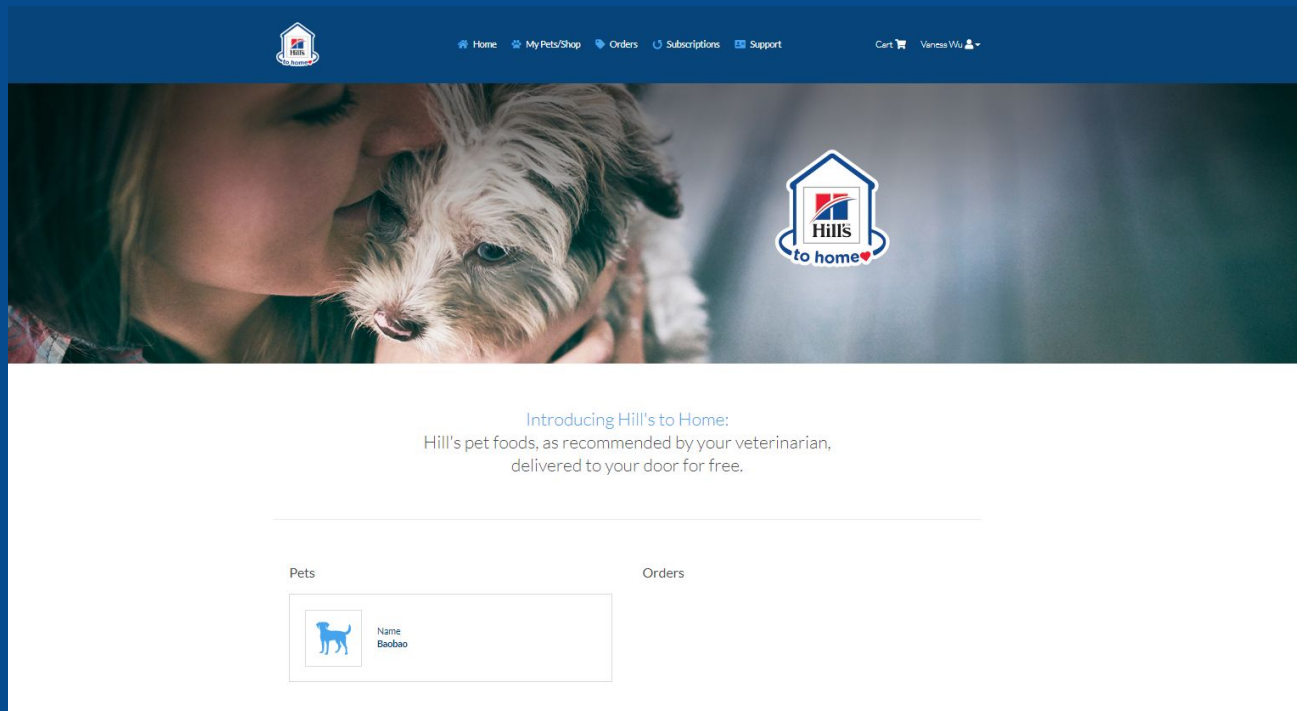 Hill's
to home
Home My Pets/Shop Orders Subscriptions Support Cart Vaness Wu
Hill's
to home
Introducing Hill's to Home:
Hill's pet foods, as recommended by your veterinarian,
delivered to your door for free.
Pets
Orders
Name
Baobao